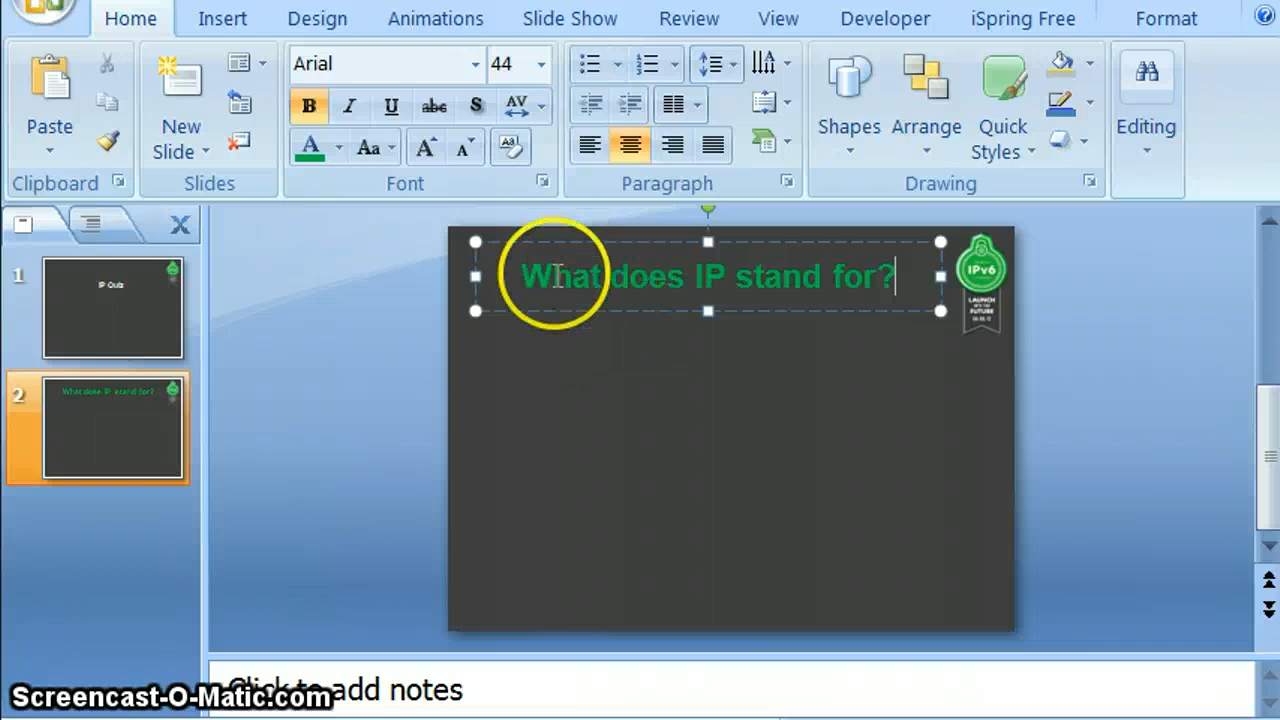 Home Insert Design Animations Slide Show Review View Developer iSpring Free Format
Arial 44
B I U abc S AV
A Aa A A Aa
Paste
New
Slide
Shapes Arrange Quick
Styles
Editing
Clipboard Slides Font Paragraph Drawing
1
IP Quiz
2
What does IP stand for?
What does IP stand for?
IPv6
LAUNCH
FUTURE
Click to add notes
Screencast-O-Matic.com